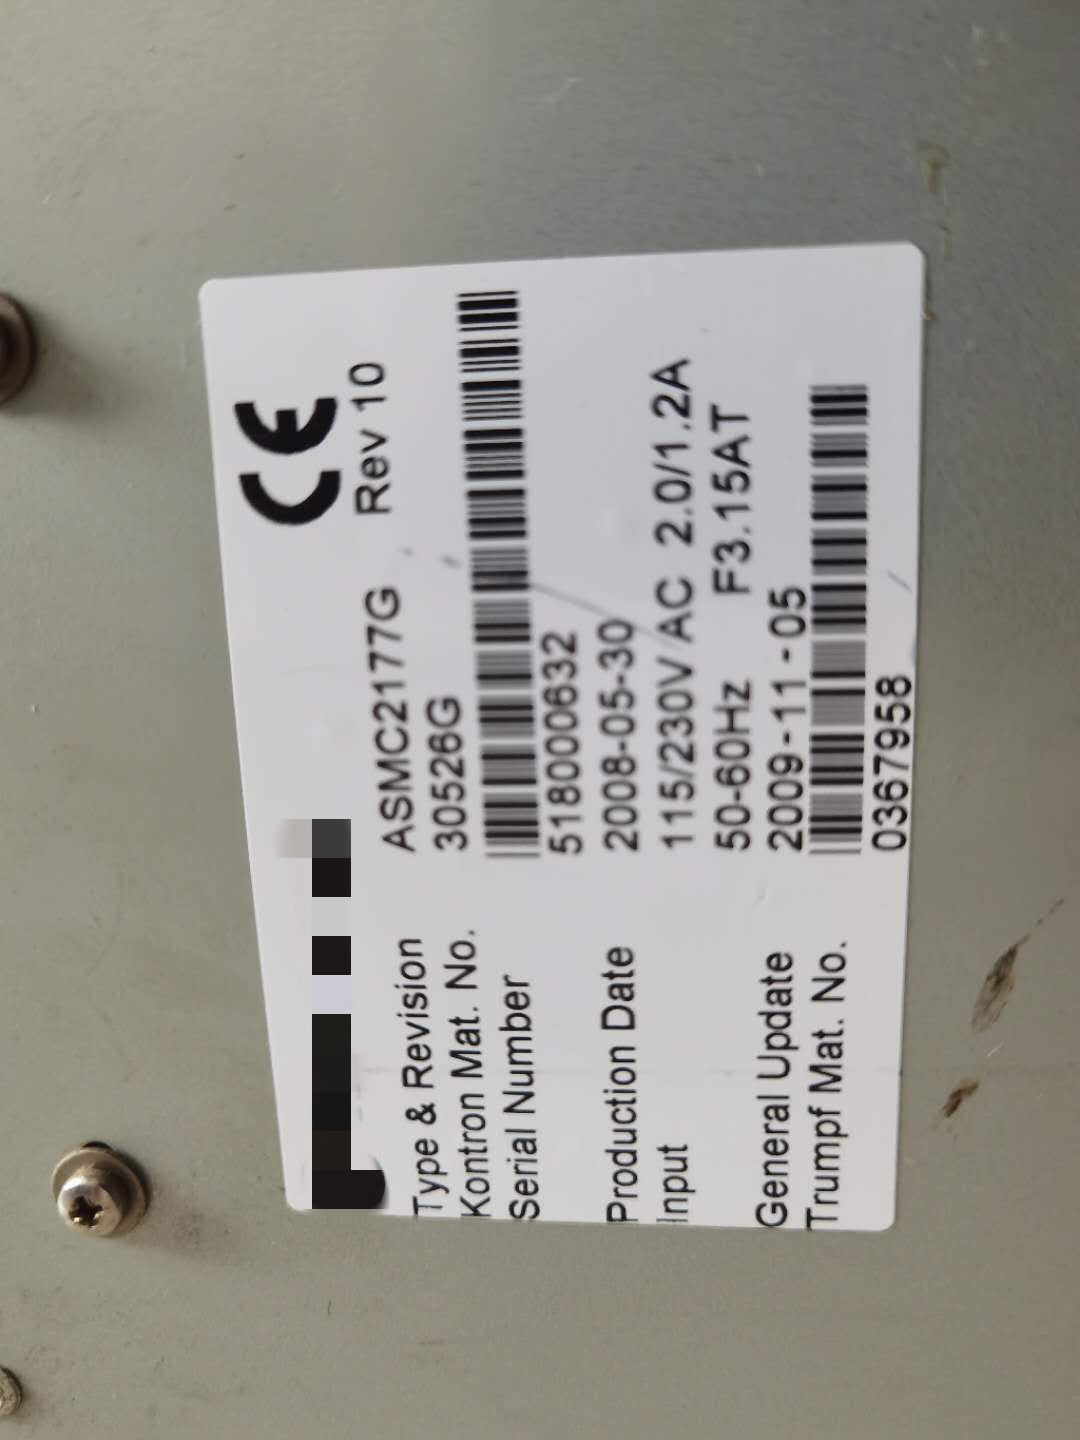 CE
Type & Revision ASMC2177G Rev 10
Kontron Mat. No. 30526G
Serial Number
518000632
Production Date 2008-05-30
Input 115/230V AC 2.0/1.2A
50-60Hz F3.15AT
General Update 2009-11-05
Trumpf Mat. No.
0367958